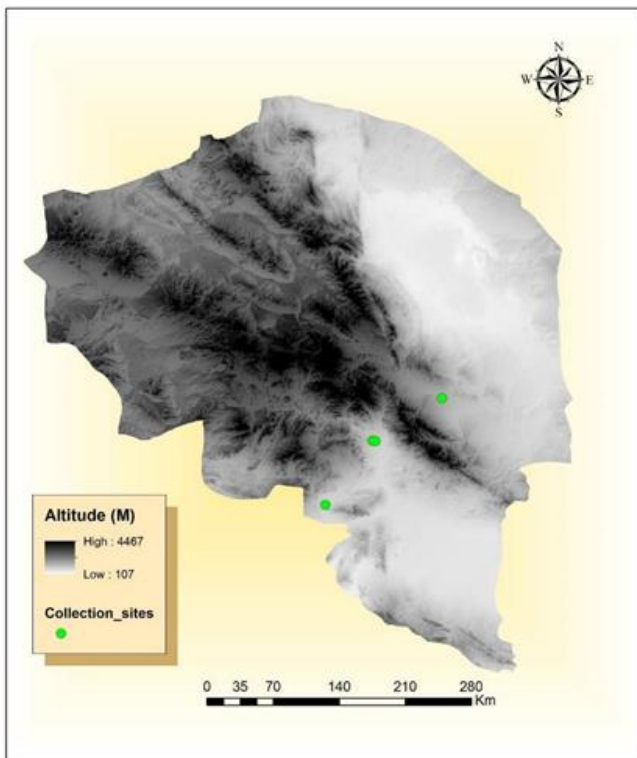 N
W E
S
Altitude (M)
High : 4467
Low : 107
Collection_sites
0 35 70 140 210 280
Km